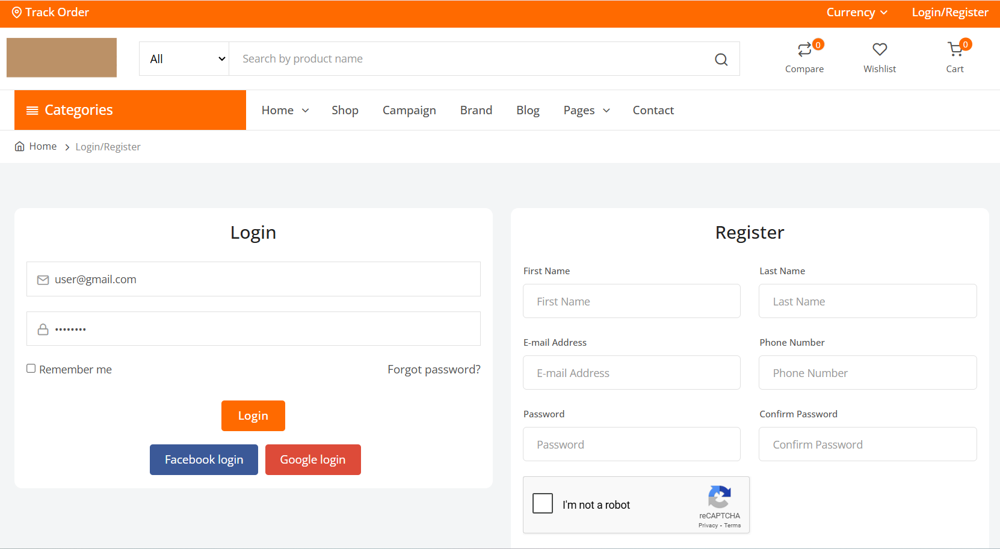 Track Order
Currency
Login/Register
All
Search by product name
0
Compare
Wishlist
0
Cart
Categories
Home
Shop
Campaign
Brand
Blog
Pages
Contact
Home
Login/Register
Login
user@gmail.com
••••••••
Remember me
Forgot password?
Login
Facebook login
Google login
Register
First Name
Last Name
First Name
Last Name
E-mail Address
Phone Number
E-mail Address
Phone Number
Password
Confirm Password
Password
Confirm Password
I'm not a robot
reCAPTCHA
Privacy - Terms